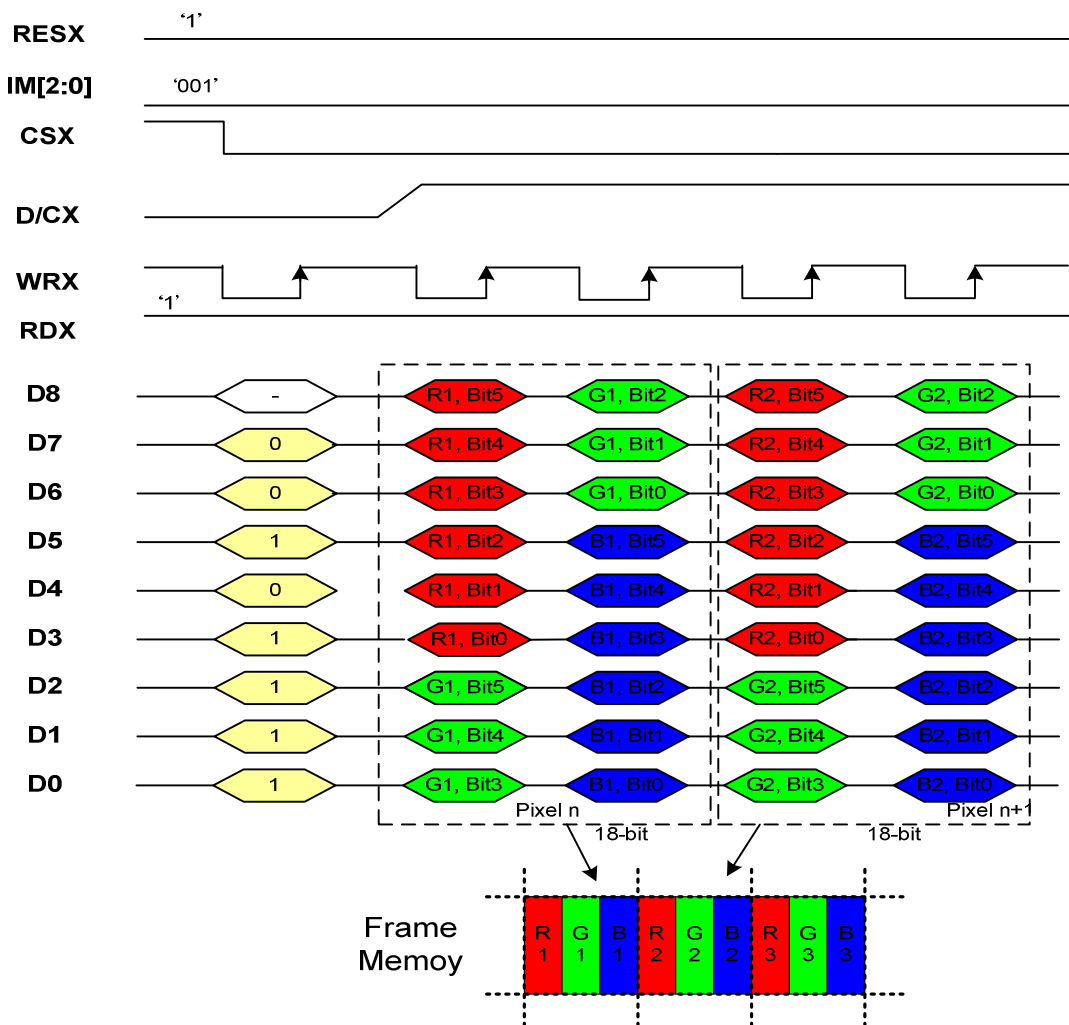 RESX '1'
IM[2:0] '001'
CSX
D/CX
WRX
'1'
RDX
D8 - R1, Bit5 G1, Bit2 R2, Bit5 G2, Bit2
D7 0 R1, Bit4 G1, Bit1 R2, Bit4 G2, Bit1
D6 0 R1, Bit3 G1, Bit0 R2, Bit3 G2, Bit0
D5 1 R1, Bit2 B1, Bit5 R2, Bit2 B2, Bit5
D4 0 R1, Bit1 B1, Bit4 R2, Bit1 B2, Bit4
D3 1 R1, Bit0 B1, Bit3 R2, Bit0 B2, Bit3
D2 1 G1, Bit5 B1, Bit2 G2, Bit5 B2, Bit2
D1 1 G1, Bit4 B1, Bit1 G2, Bit4 B2, Bit1
D0 1 G1, Bit3 B1, Bit0 G2, Bit3 B2, Bit0
Pixel n Pixel n+1
18-bit 18-bit
Frame
Memoy
R G B R G B R G B
1 1 1 2 2 2 3 3 3